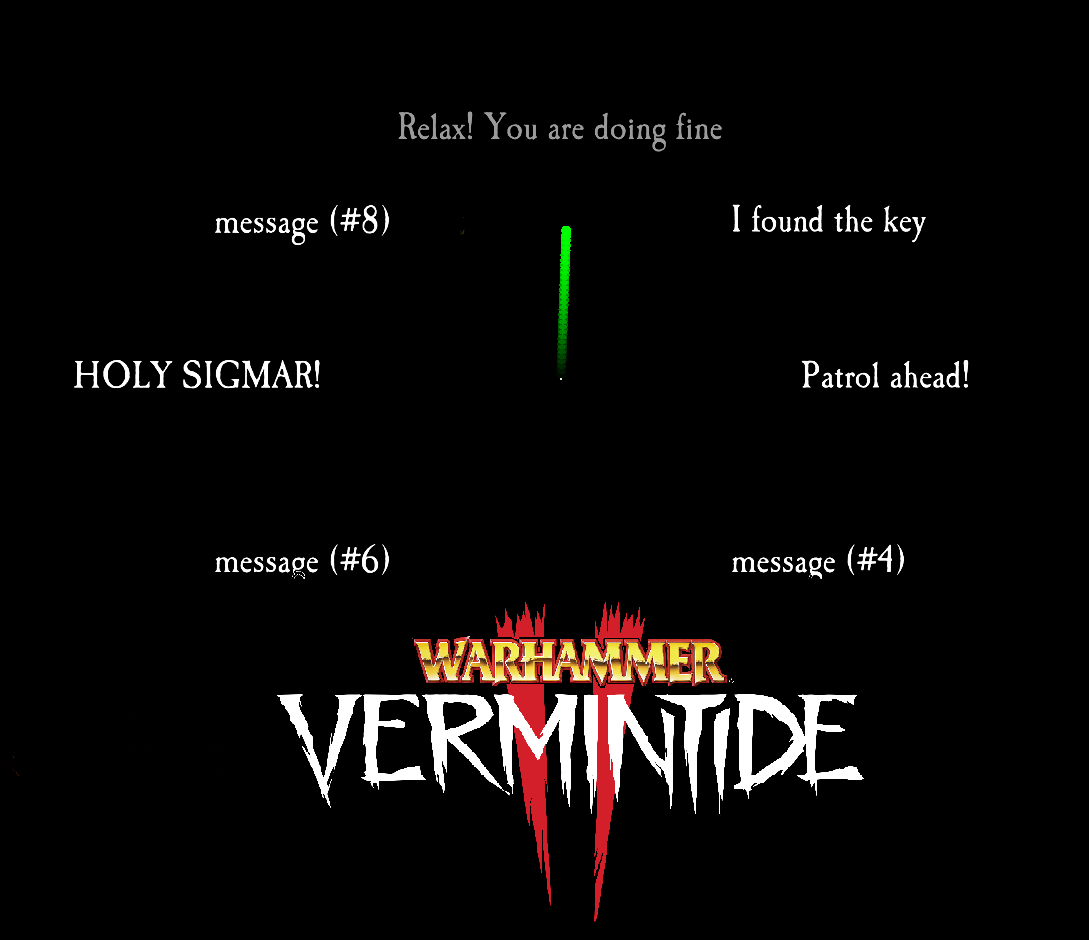 Relax! You are doing fine
message (#8)
I found the key
HOLY SIGMAR!
Patrol ahead!
message (#6)
message (#4)
WARHAMMER
VERMINTIDE
II